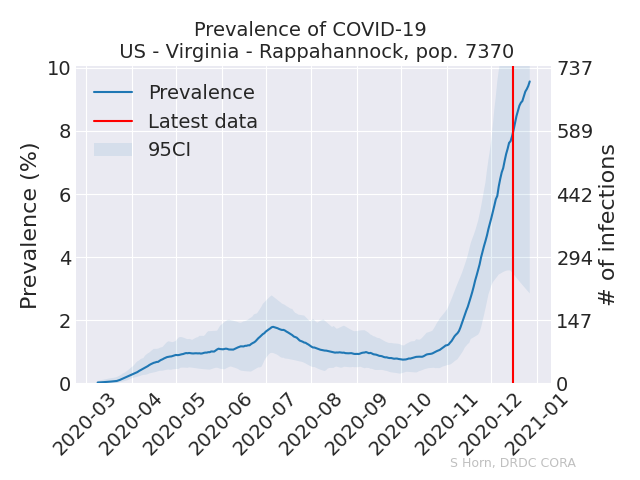 Prevalence of COVID-19
US - Virginia - Rappahannock, pop. 7370
Prevalence
Latest data
95CI
Prevalence (%)
10
8
6
4
2
0
737
589
442
294
147
0
# of infections
2020-03
2020-04
2020-05
2020-06
2020-07
2020-08
2020-09
2020-10
2020-11
2020-12
2021-01
S Horn, DRDC CORA